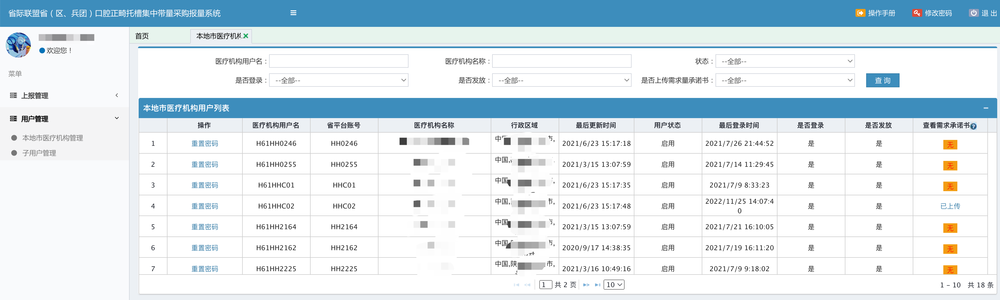 省际联盟省（区、兵团）口腔正畸托槽集中带量采购报量系统
操作手册 修改密码 退 出
欢迎您！
菜单
上报管理
用户管理
本地市医疗机构管理
子用户管理
首页 本地市医疗机
医疗机构用户名： 医疗机构名称： 状态： --全部--
是否登录： --全部-- 是否发放： --全部-- 是否上传需求量承诺书： --全部-- 查 询
本地市医疗机构用户列表
操作 医疗机构用户名 省平台账号 医疗机构名称 行政区域 最后更新时间 用户状态 最后登录时间 是否登录 是否发放 查看需求承诺书
1 重置密码 H61HH0246 HH0246 中 市, 2021/6/23 15:17:18 启用 2021/7/26 21:44:52 是 是 无
2 重置密码 H61HH0255 HH0255 中国, 2021/3/15 13:07:59 启用 2021/7/14 11:29:45 是 是 无
3 重置密码 H61HHC01 HHC01 中国 2021/6/23 15:17:35 启用 2021/7/9 8:33:23 是 是 无
4 重置密码 H61HHC02 HHC02 中国, 市, 2021/6/23 15:17:48 启用 2022/11/25 14:07:4
0 是 是 已上传
5 重置密码 H61HH2164 HH2164 中国 2021/3/15 13:07:59 启用 2021/7/21 16:10:05 是 是 无
6 重置密码 H61HH2162 HH2162 中国, 市, 2020/9/17 14:38:35 启用 2021/7/19 16:11:20 是 是 无
7 重置密码 H61HH2225 HH2225 中国,陕 市, 2021/3/16 10:49:16 启用 2021/7/9 9:18:02 是 是 无
1 共 2 页 10 1 – 10 共 18 条